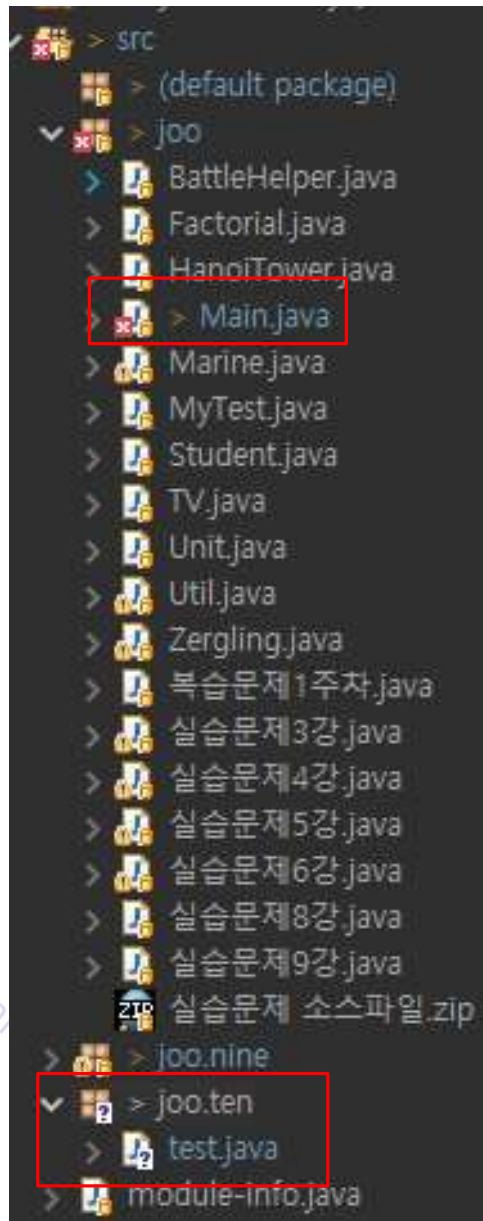 > src
> (default package)
> joo
BattleHelper.java
Factorial.java
HanoiTower.java
> Main.java
Marine.java
MyTest.java
Student.java
TV.java
Unit.java
Util.java
Zergling.java
복습문제1주차.java
실습문제3강.java
실습문제4강.java
실습문제5강.java
실습문제6강.java
실습문제8강.java
실습문제9강.java
실습문제 소스파일.zip
> joo.nine
> joo.ten
test.java
module-info.java